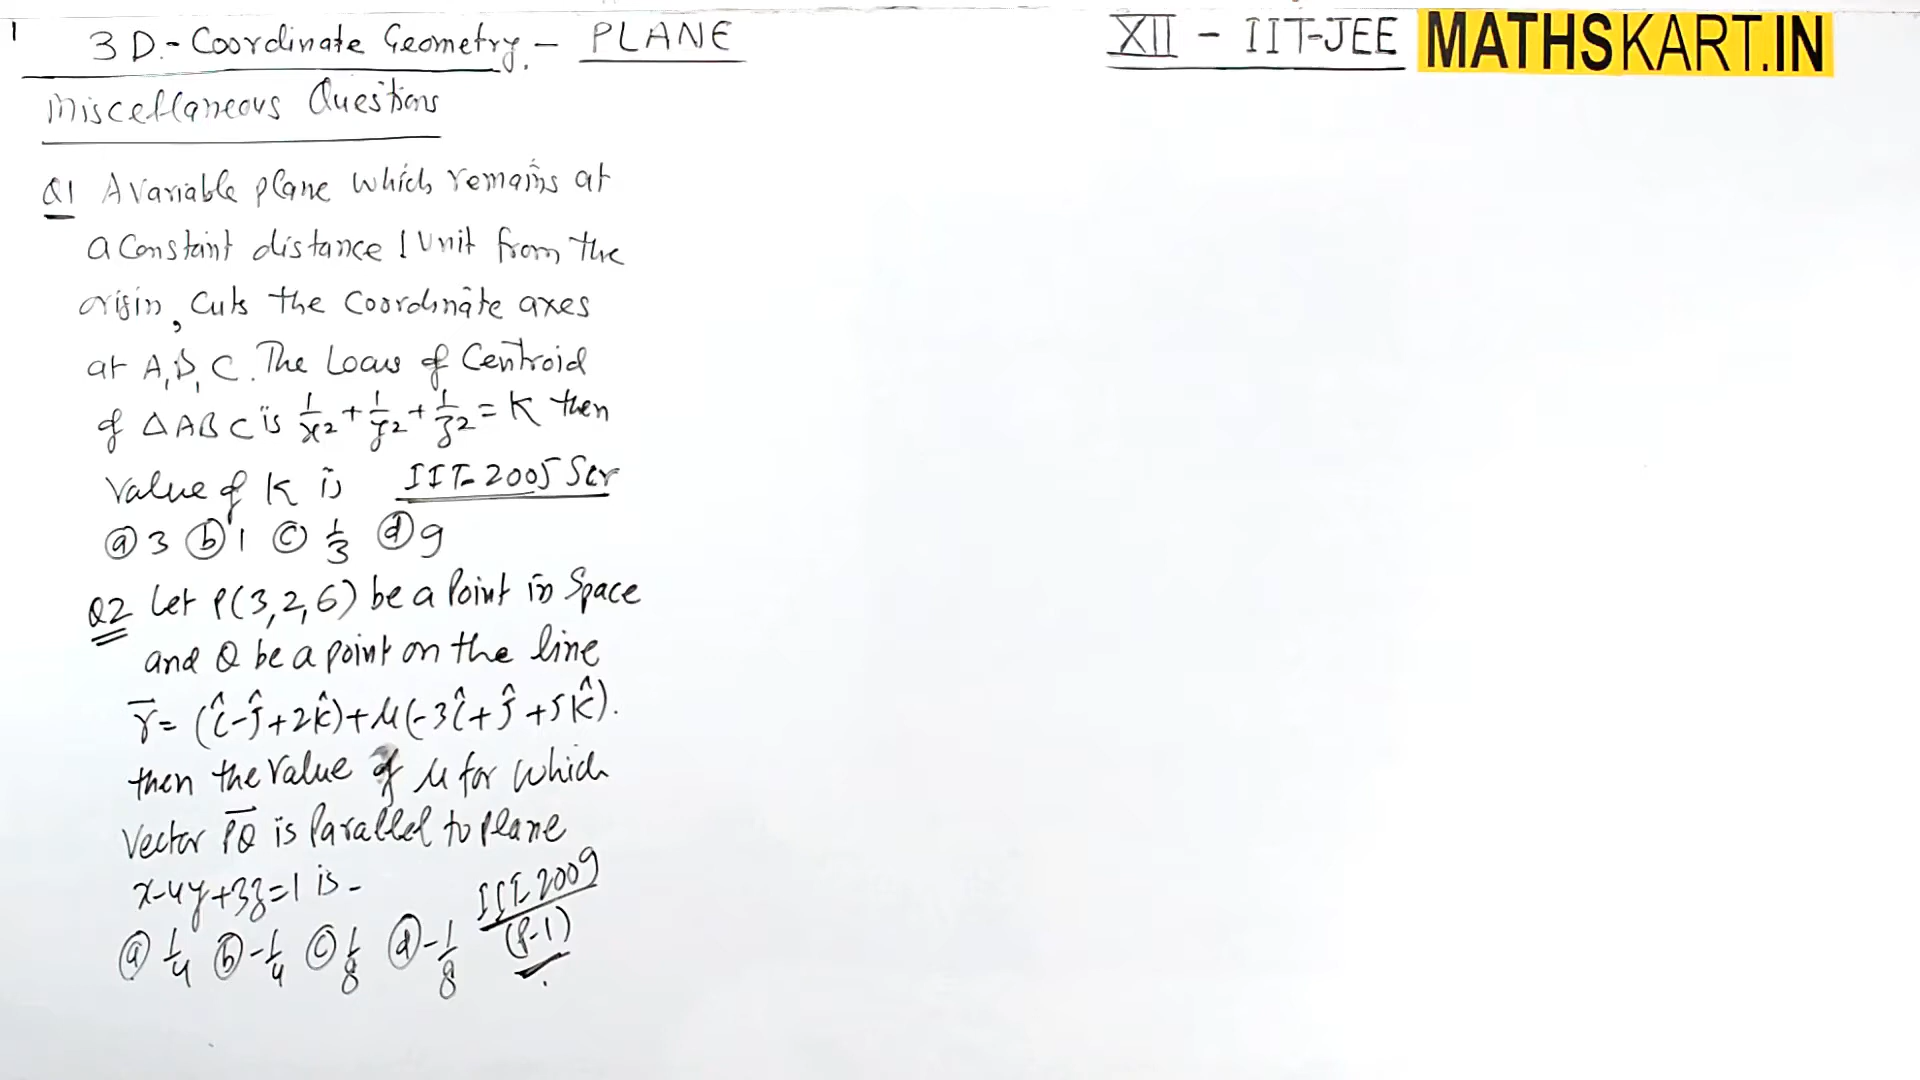 1
3D.- Coordinate Geometry. - PLANE
XII - IIT-JEE MATHSKART.IN
Miscellaneous Questions
Q1 A variable plane which remains at
a constant distance 1 Unit from the
origin, cuts the coordinate axes
at A, B, C. The Locus of Centroid
of △ABC is 1/x² + 1/y² + 1/z² = K then
Value of K is IIT-2005 Scr
ⓐ 3 ⓑ 1 ⓒ 1/3 ⓓ 9
Q2 Let P(3,2,6) be a Point in Space
and Q be a point on the line
r̄ = (î-ĵ+2k̂)+μ(-3î+ĵ+5k̂).
then the value of μ for which
Vector P̄Q̄ is Parallel to plane
x-4y+3z=1 is -
ⓐ 1/4 ⓑ -1/4 ⓒ 1/8 ⓓ -1/8
IIT-2009
(P-1)